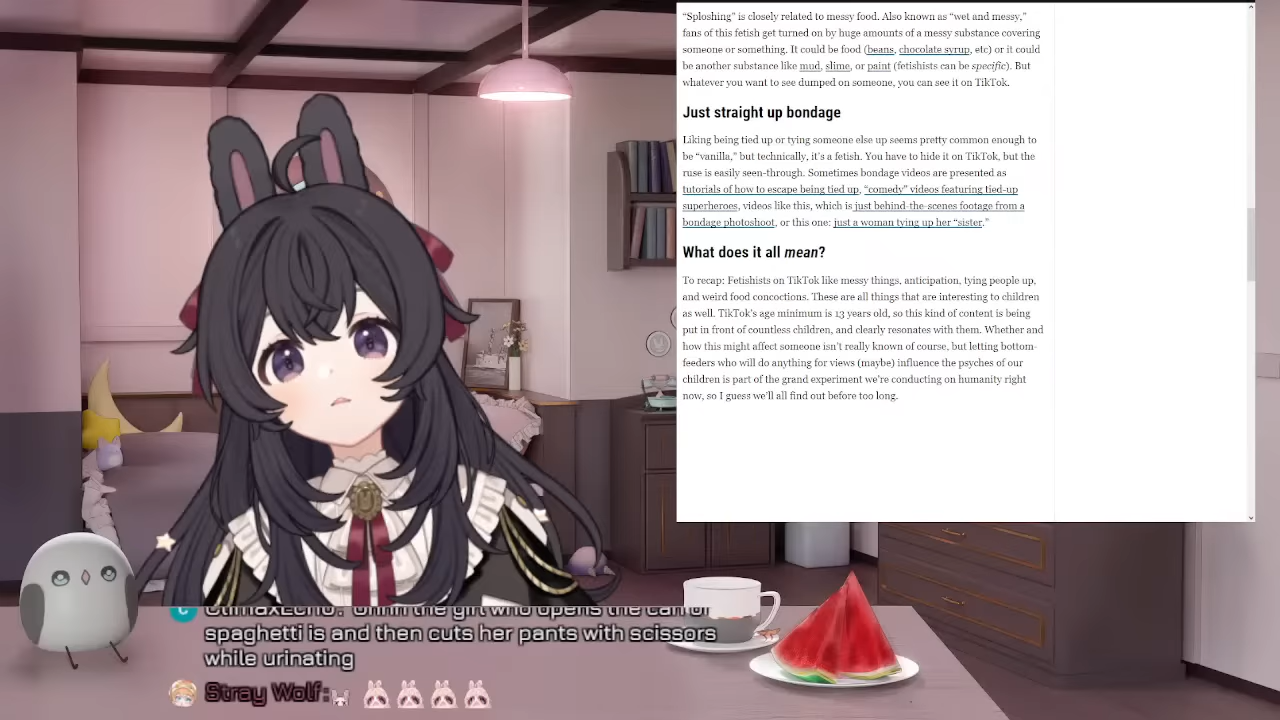 “Sploshing” is closely related to messy food. Also known as “wet and messy,”
fans of this fetish get turned on by huge amounts of a messy substance covering
someone or something. It could be food (beans, chocolate syrup, etc) or it could
be another substance like mud, slime, or paint (fetishists can be specific). But
whatever you want to see dumped on someone, you can see it on TikTok.
Just straight up bondage
Liking being tied up or tying someone else up seems pretty common enough to
be “vanilla,” but technically, it’s a fetish. You have to hide it on TikTok, but the
ruse is easily seen-through. Sometimes bondage videos are presented as
tutorials of how to escape being tied up, “comedy” videos featuring tied-up
superheroes, videos like this, which is just behind-the-scenes footage from a
bondage photoshoot, or this one: just a woman tying up her “sister.”
What does it all mean?
To recap: Fetishists on TikTok like messy things, anticipation, tying people up,
and weird food concoctions. These are all things that are interesting to children
as well. TikTok’s age minimum is 13 years old, so this kind of content is being
put in front of countless children, and clearly resonates with them. Whether and
how this might affect someone isn’t really known of course, but letting bottom-
feeders who will do anything for views (maybe) influence the psyches of our
children is part of the grand experiment we’re conducting on humanity right
now, so I guess we’ll all find out before too long.
ClimaxEcho: the girl who opens the can of
spaghetti is and then cuts her pants with scissors
while urinating
Stray Wolf: